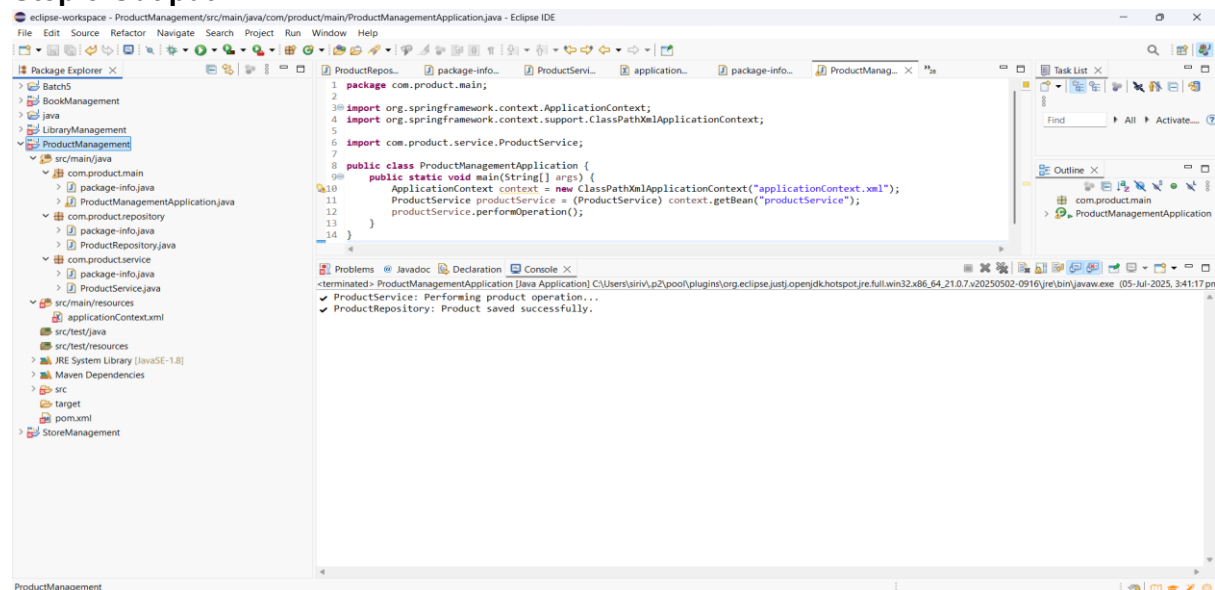 eclipse-workspace - ProductManagement/src/main/java/com/product/main/ProductManagementApplication.java - Eclipse IDE
File Edit Source Refactor Navigate Search Project Run Window Help
Package Explorer
BatchS
BookManagement
java
LibraryManagement
ProductManagement
src/main/java
com.product.main
package-info.java
ProductManagementApplication.java
com.product.repository
package-info.java
ProductRepository.java
com.product.service
package-info.java
ProductService.java
src/main/resources
applicationContext.xml
src/test/java
src/test/resources
JRE System Library [JavaSE-1.8]
Maven Dependencies
src
target
pom.xml
StoreManagement
ProductRepos... package-info... ProductServi... application... package-info... ProductManag... 28
1 package com.product.main;
2
3 import org.springframework.context.ApplicationContext;
4 import org.springframework.context.support.ClassPathXmlApplicationContext;
5
6 import com.product.service.ProductService;
7
8 public class ProductManagementApplication {
9 public static void main(String[] args) {
10 ApplicationContext context = new ClassPathXmlApplicationContext("applicationContext.xml");
11 ProductService productService = (ProductService) context.getBean("productService");
12 productService.performOperation();
13 }
14 }
Problems Javadoc Declaration Console
<terminated> ProductManagementApplication [Java Application] C:\Users\siriv\.p2\pool\plugins\org.eclipse.justj.openjdk.hotspot.jre.full.win32.x86_64_21.0.7.v20250502-0916\jre\bin\javaw.exe (05-Jul-2025, 3:41:17 pm
✔ ProductService: Performing product operation...
✔ ProductRepository: Product saved successfully.
Task List
Find All Activate...
Outline
com.product.main
ProductManagementApplication
ProductManagement